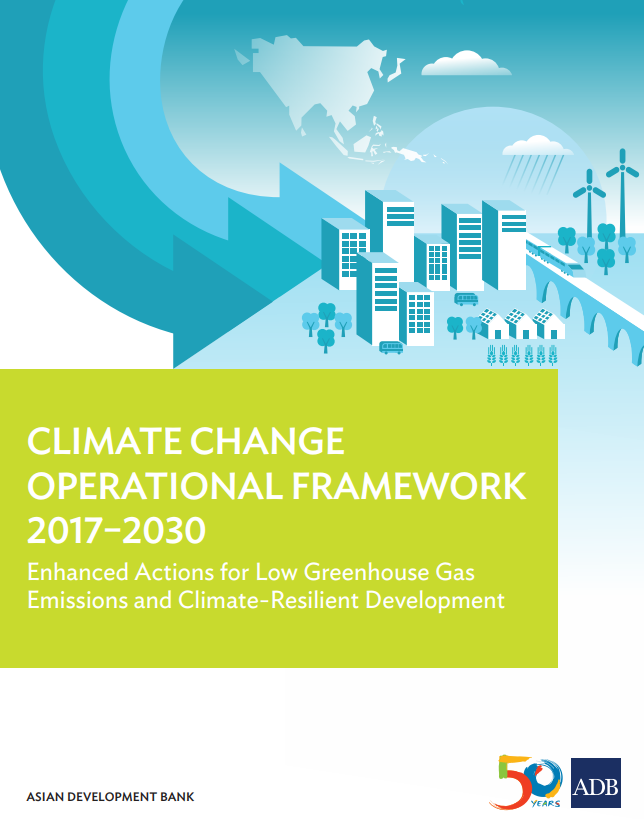 CLIMATE CHANGE
OPERATIONAL FRAMEWORK
2017–2030
Enhanced Actions for Low Greenhouse Gas
Emissions and Climate-Resilient Development
ASIAN DEVELOPMENT BANK
50
YEARS
ADB